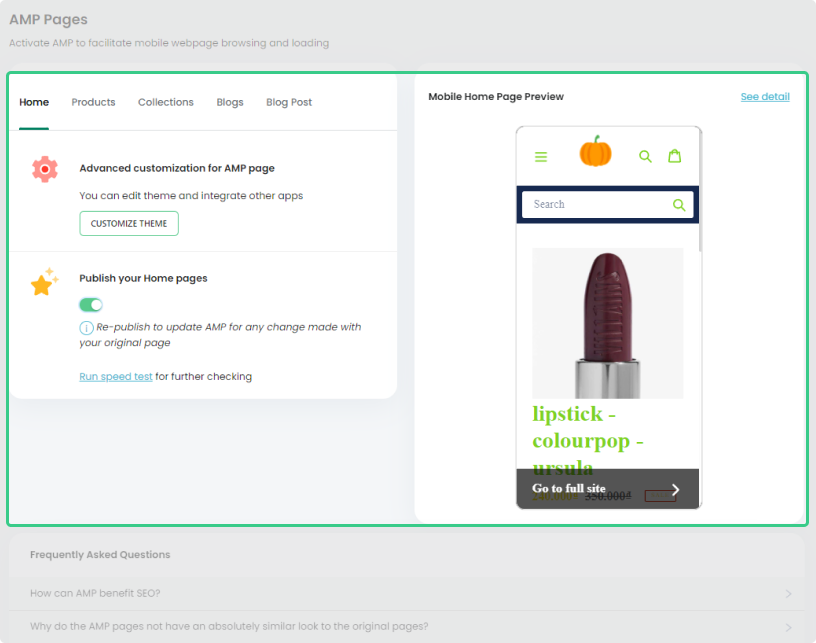 AMP Pages
Activate AMP to facilitate mobile webpage browsing and loading
Home Products Collections Blogs Blog Post
Advanced customization for AMP page
You can edit theme and integrate other apps
CUSTOMIZE THEME
Publish your Home pages
Re-publish to update AMP for any change made with
your original page
Run speed test for further checking
Mobile Home Page Preview See detail
Search
lipstick -
colourpop -
ursula
Go to full site
350.000₫
Frequently Asked Questions
How can AMP benefit SEO?
Why do the AMP pages not have an absolutely similar look to the original pages?